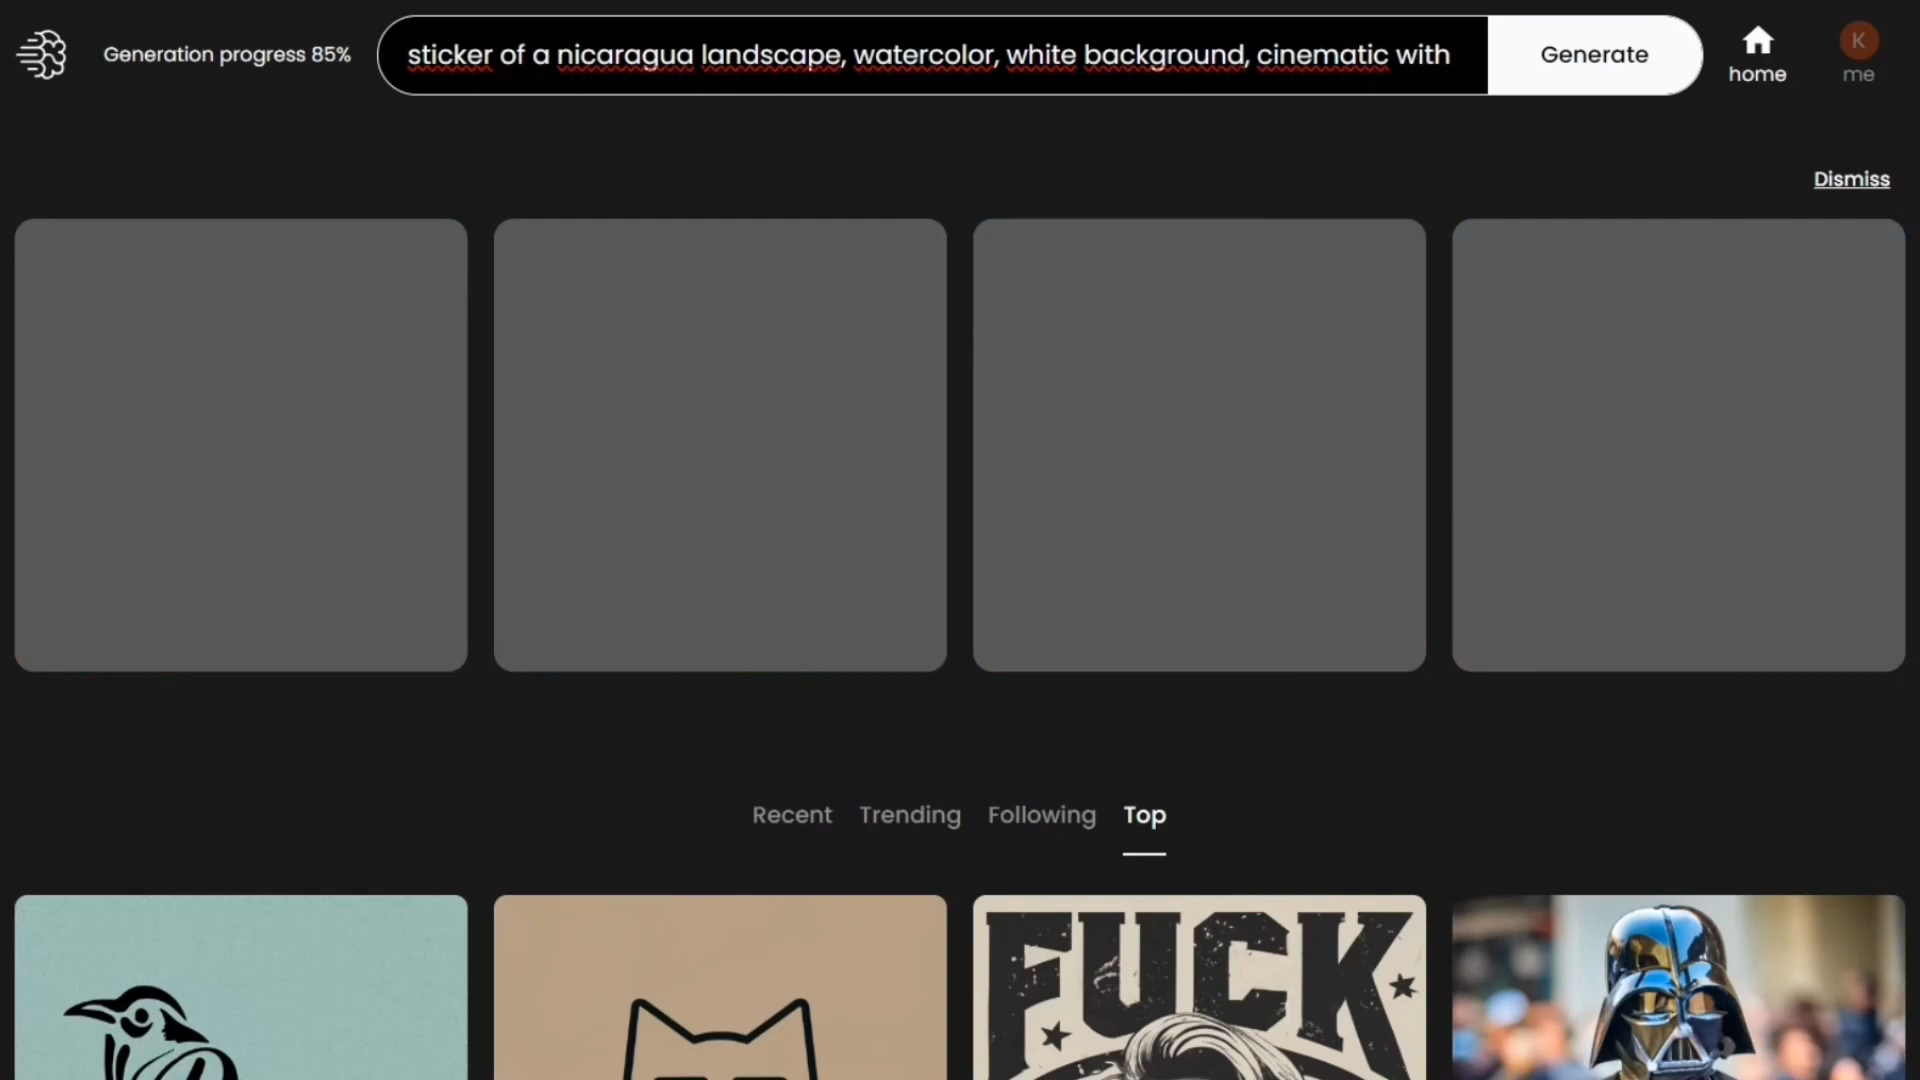 Generation progress 85%
sticker of a nicaragua landscape, watercolor, white background, cinematic with
Generate
home
K
me
Dismiss
Recent
Trending
Following
Top
FUCK